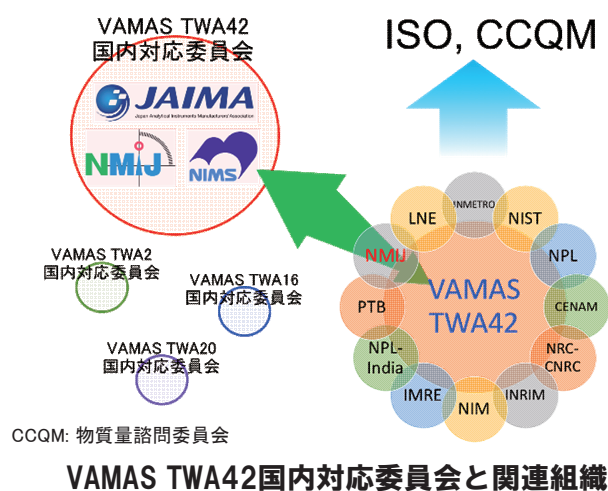 VAMAS TWA42
国内対応委員会
JAIMA
Japan Analytical Instruments Manufacturers' Association
NMIJ
NIMS
ISO, CCQM
INMETRO
LNE
NIST
NMIJ
NPL
PTB
CENAM
VAMAS
TWA42
NPL-
India
NRC-
CNRC
IMRE
INRIM
NIM
VAMAS TWA2
国内対応委員会
VAMAS TWA16
国内対応委員会
VAMAS TWA20
国内対応委員会
CCQM: 物質量諮問委員会
VAMAS TWA42国内対応委員会と関連組織